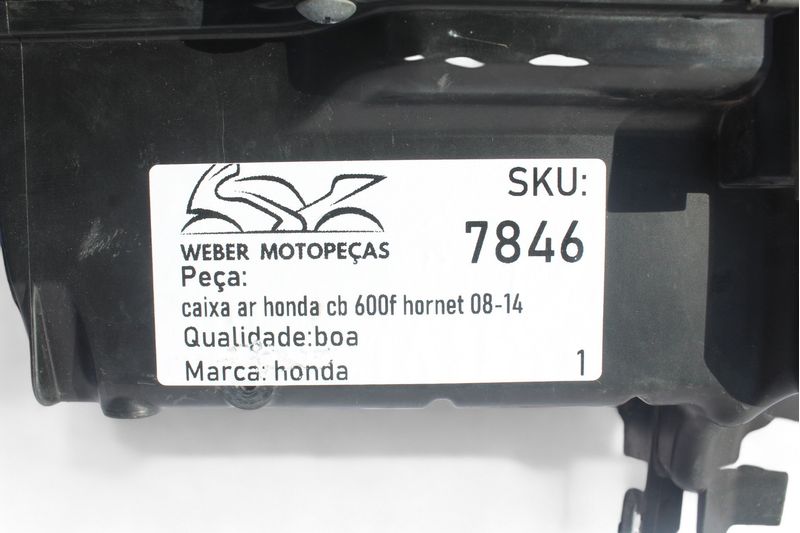 SKU:
7846
WEBER MOTOPEÇAS
Peça:
caixa ar honda cb 600f hornet 08-14
Qualidade:boa
Marca: honda
1